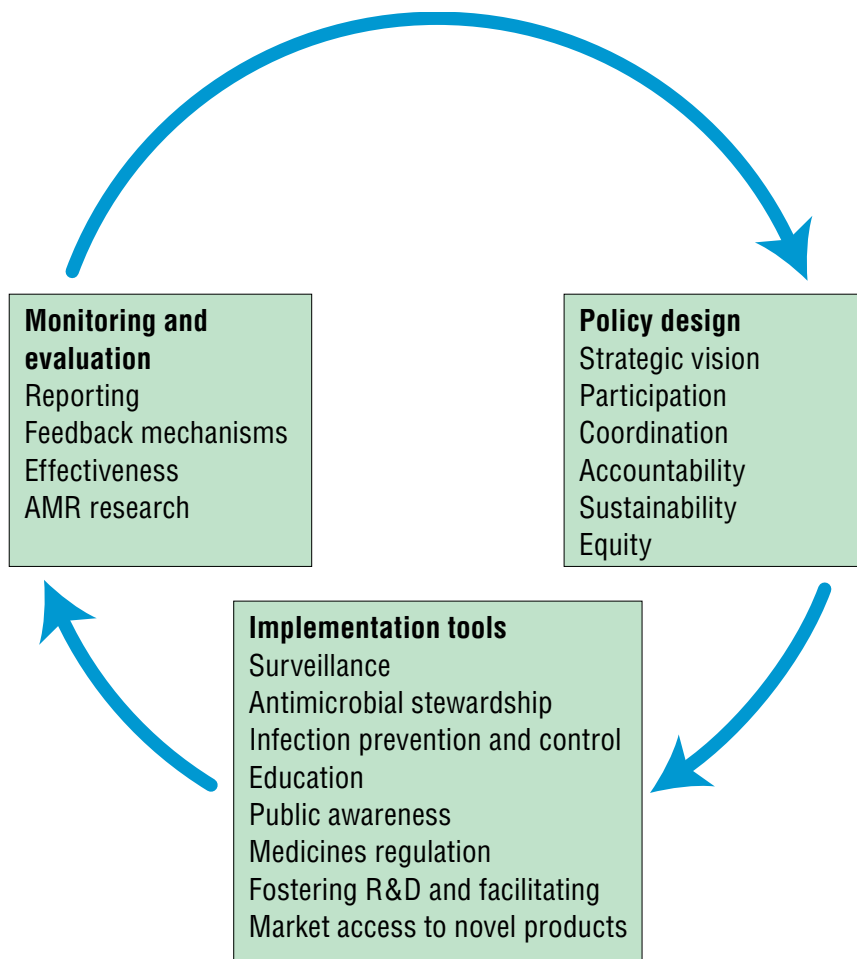 Monitoring and
evaluation
Reporting
Feedback mechanisms
Effectiveness
AMR research
Policy design
Strategic vision
Participation
Coordination
Accountability
Sustainability
Equity
Implementation tools
Surveillance
Antimicrobial stewardship
Infection prevention and control
Education
Public awareness
Medicines regulation
Fostering R&D and facilitating
Market access to novel products